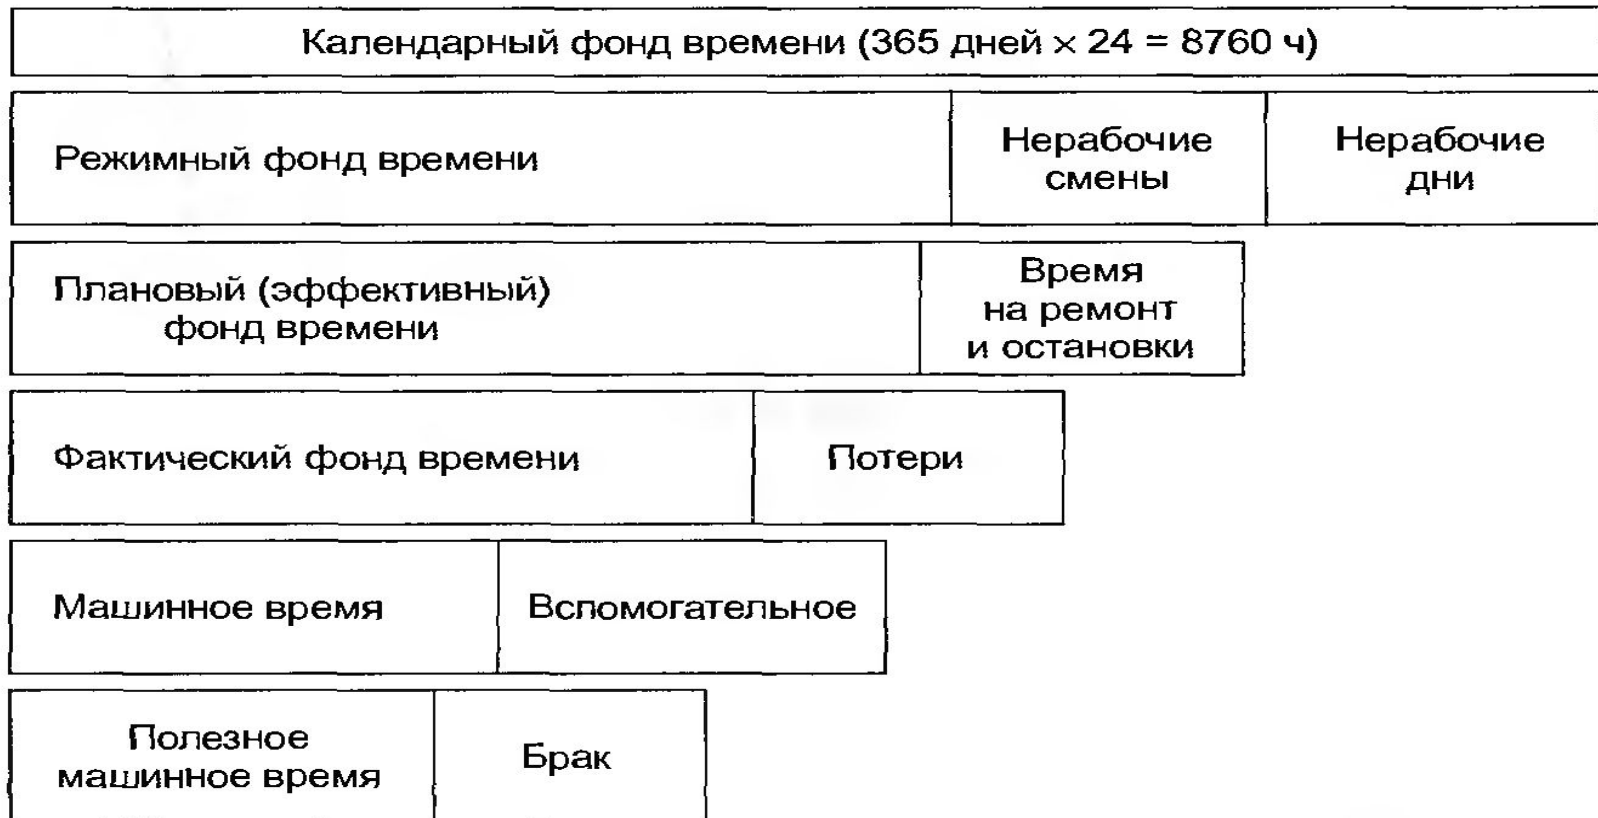 Календарный фонд времени (365 дней × 24 = 8760 ч)
Режимный фонд времени
Нерабочие
смены
Нерабочие
дни
Плановый (эффективный)
фонд времени
Время
на ремонт
и остановки
Фактический фонд времени
Потери
Машинное время
Вспомогательное
Полезное
машинное время
Брак